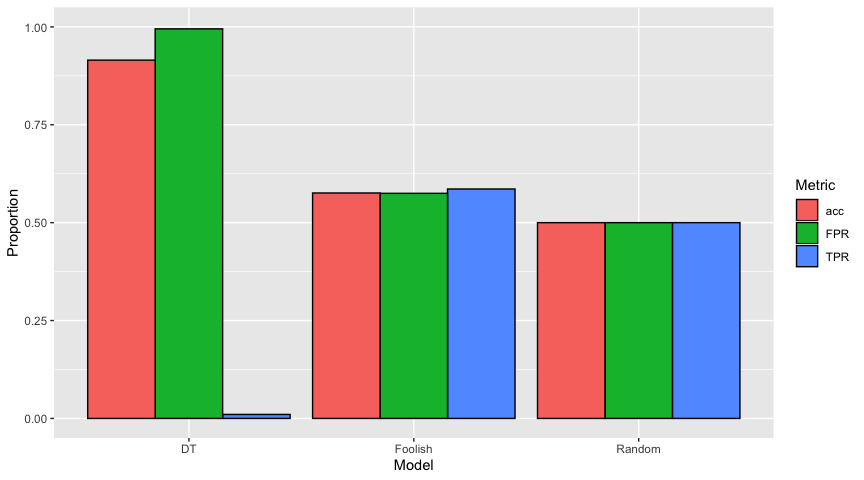 1.00
0.75
0.50
0.25
0.00
Proportion
DT
Foolish
Random
Model
Metric
acc
FPR
TPR